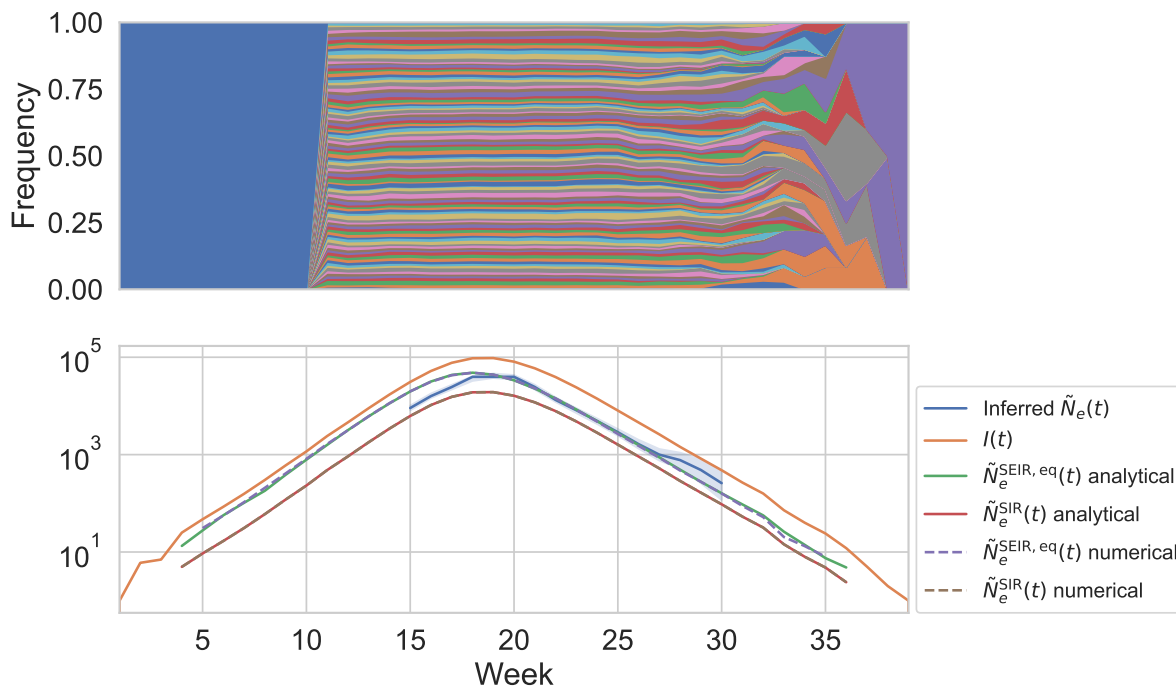 1.00
0.75
0.50
0.25
0.00
Frequency
10^5
10^3
10^1
5
10
15
20
25
30
35
Week
Inferred Ñ_e(t)
I(t)
Ñ_e^{SEIR, eq}(t) analytical
Ñ_e^{SIR}(t) analytical
Ñ_e^{SEIR, eq}(t) numerical
Ñ_e^{SIR}(t) numerical